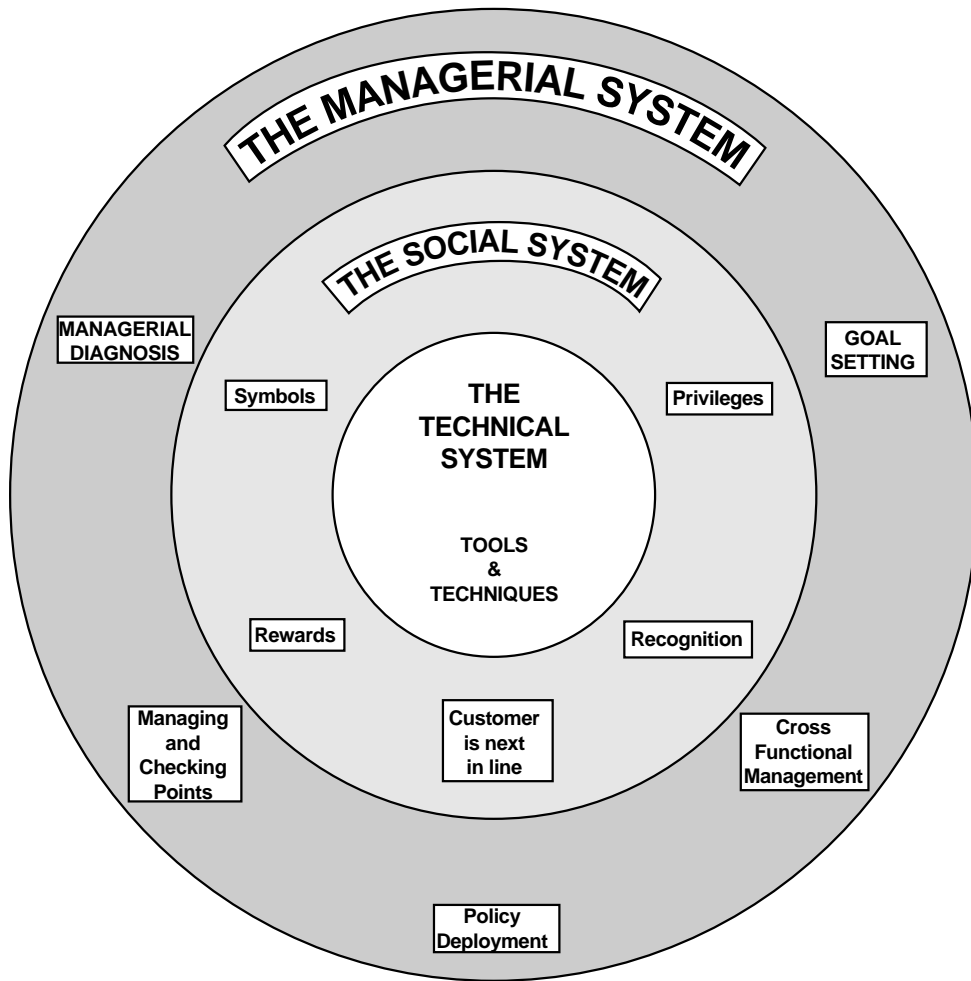 THE MANAGERIAL SYSTEM
THE SOCIAL SYSTEM
MANAGERIAL
DIAGNOSIS
GOAL
SETTING
Symbols
THE
TECHNICAL
SYSTEM
Privileges
TOOLS
&
TECHNIQUES
Rewards
Recognition
Managing
and
Checking
Points
Customer
is next
in line
Cross
Functional
Management
Policy
Deployment